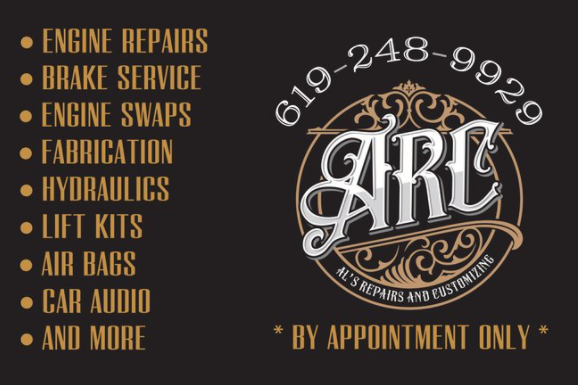 • ENGINE REPAIRS
• BRAKE SERVICE
• ENGINE SWAPS
• FABRICATION
• HYDRAULICS
• LIFT KITS
• AIR BAGS
• CAR AUDIO
• AND MORE
619-248-9929
ARC
AL'S REPAIRS AND CUSTOMIZING
* BY APPOINTMENT ONLY *